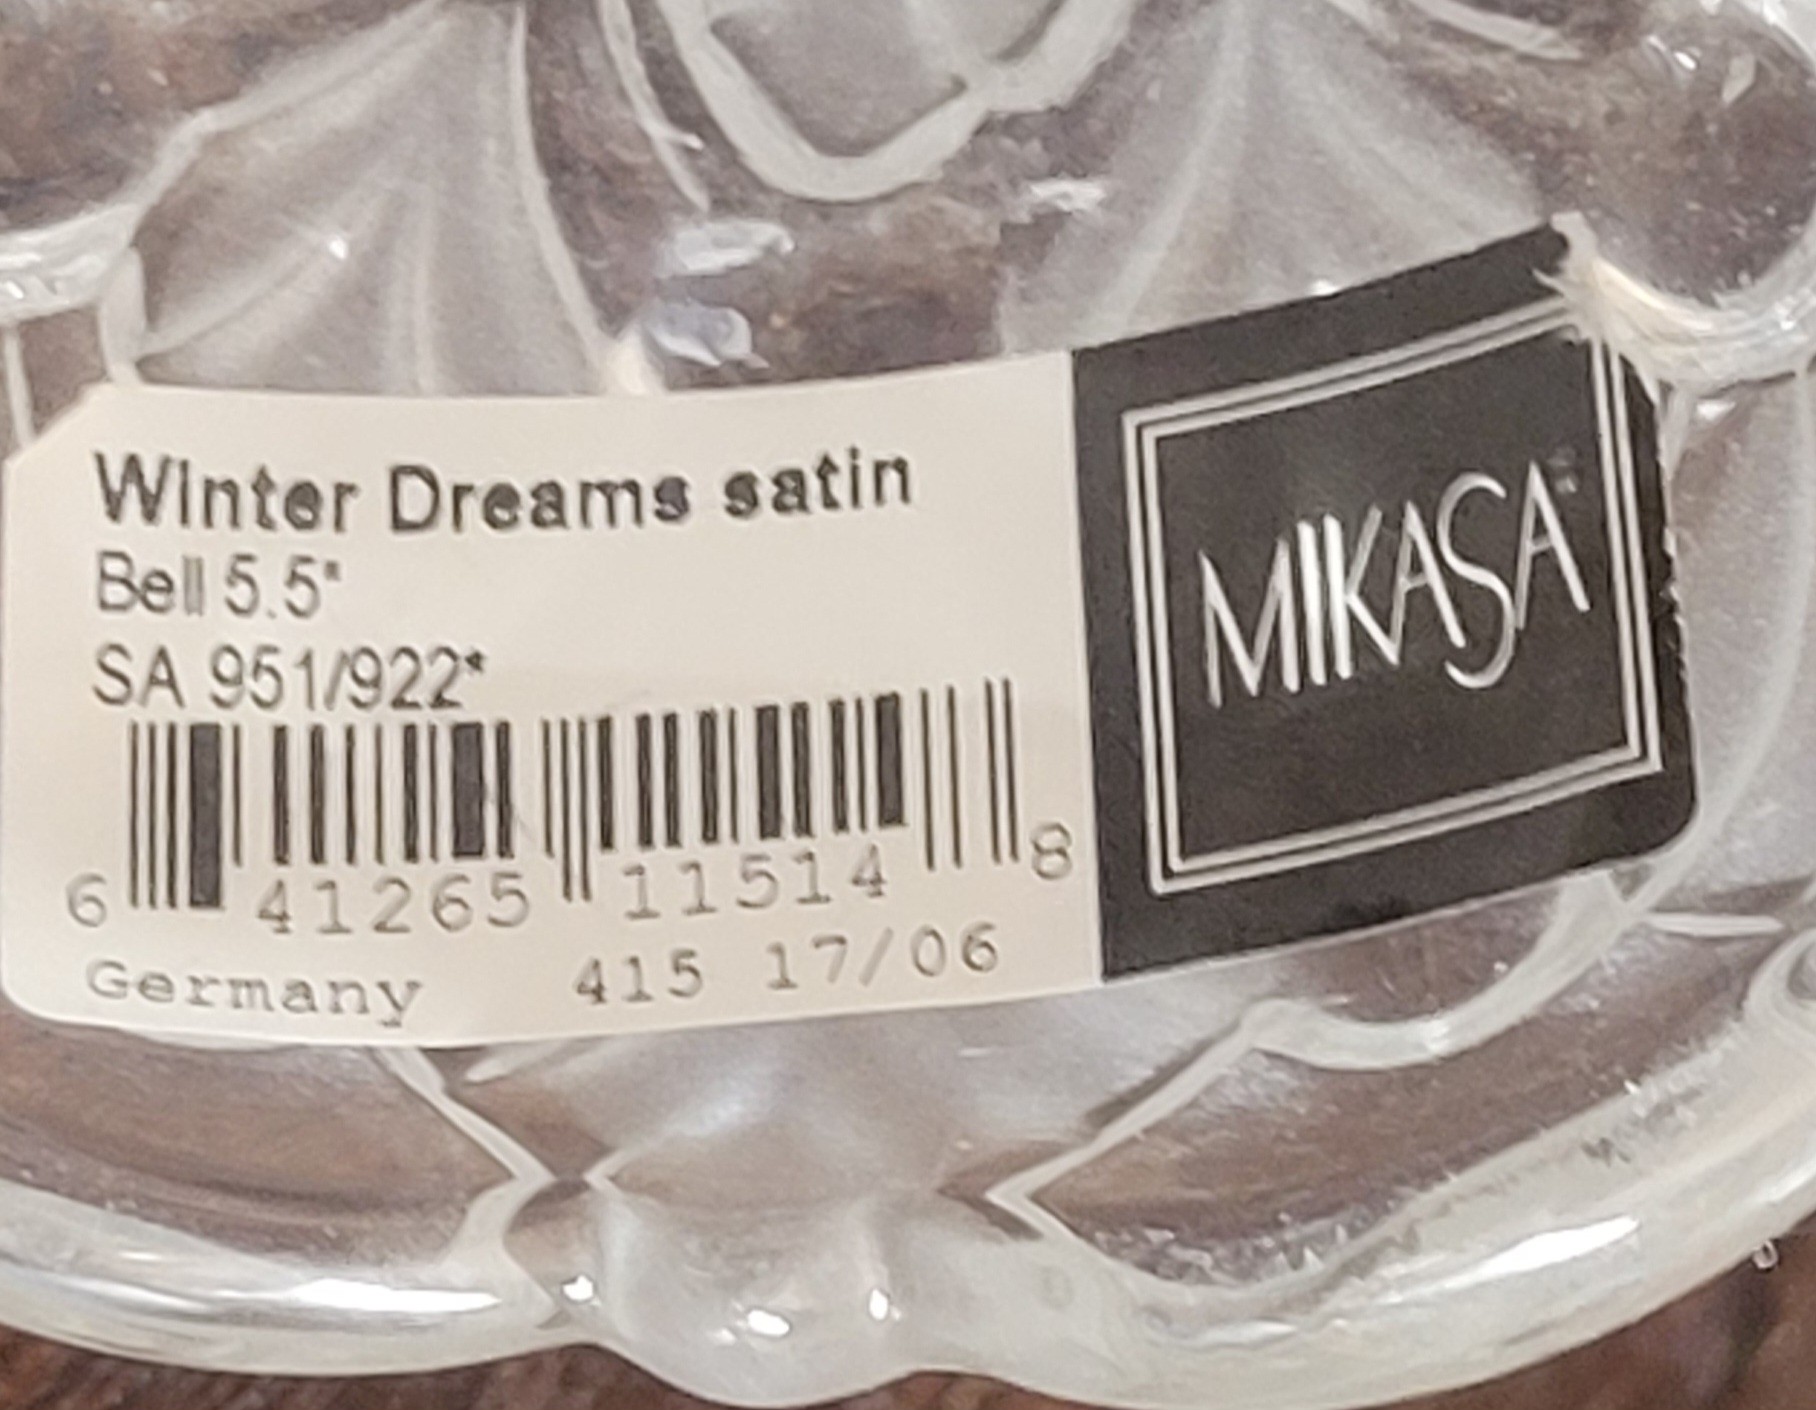 Winter Dreams satin
Bell 5.5"
SA 951/922*
6 41265 11514 8
Germany 415 17/06
MIKASA